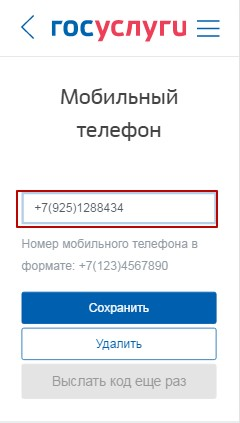 госуслуги
Мобильный
телефон
+7(925)1288434
Номер мобильного телефона в
формате: +7(123)4567890
Сохранить
Удалить
Выслать код еще раз